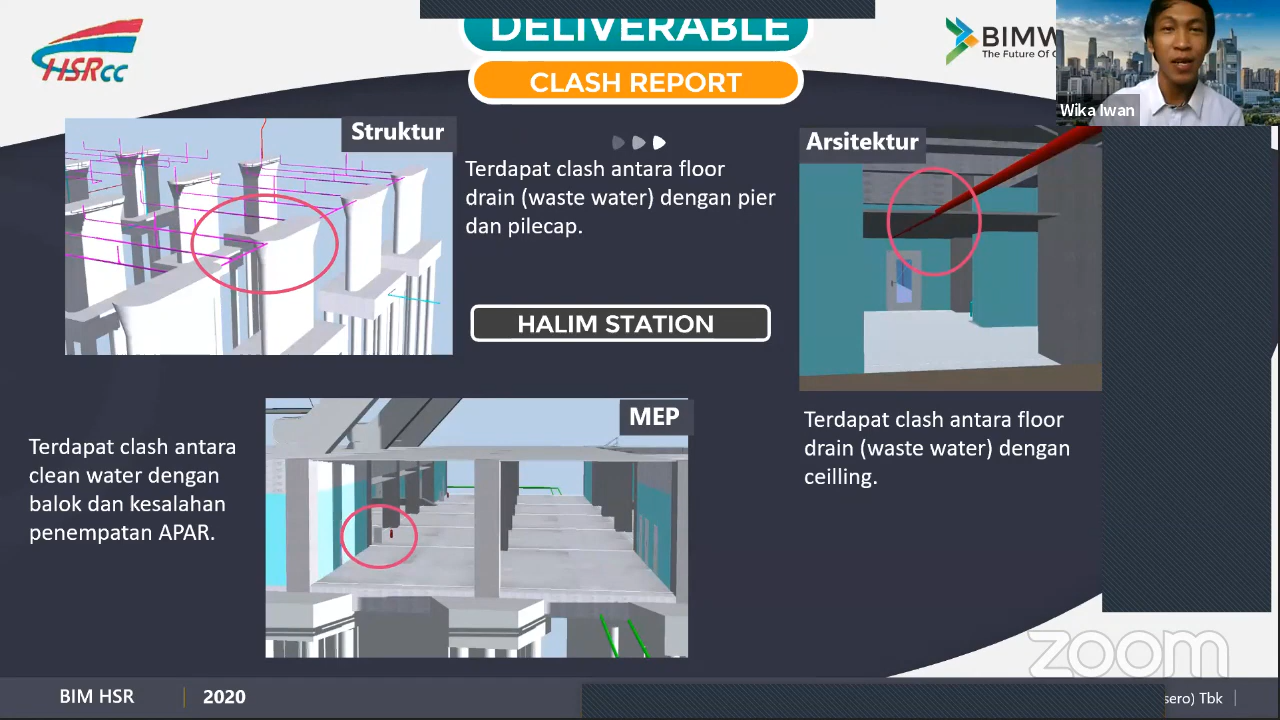 DELIVERABLE
CLASH REPORT
HSRCC
The Future Of
Wika Iwan
Struktur
Terdapat clash antara floor
drain (waste water) dengan pier
dan pilecap.
Arsitektur
HALIM STATION
Terdapat clash antara floor
drain (waste water) dengan
ceilling.
MEP
Terdapat clash antara
clean water dengan
balok dan kesalahan
penempatan APAR.
zoom
BIM HSR
2020
sero) Tbk